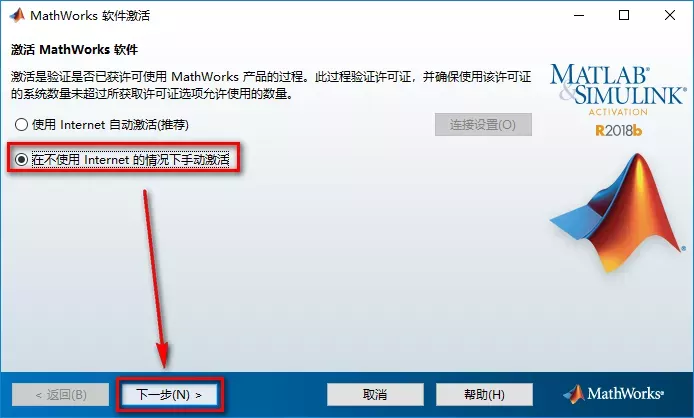 MathWorks 软件激活
激活 MathWorks 软件
激活是验证是否已获许可使用 MathWorks 产品的过程。此过程验证许可证，并确保使用该许可证
的系统数量未超过所获取许可证选项允许使用的数量。
使用 Internet 自动激活(推荐)
连接设置(O)
在不使用 Internet 的情况下手动激活
MATLAB
&SIMULINK®
ACTIVATION
R2018b
< 返回(B)
下一步(N) >
取消
帮助(H)
MathWorks®